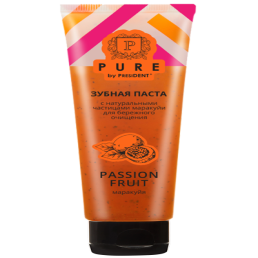 P
PURE
by PRESIDENT
ЗУБНАЯ ПАСТА
с натуральными
частицами маракуйи
для бережного
очищения
PASSION
FRUIT
маракуйя